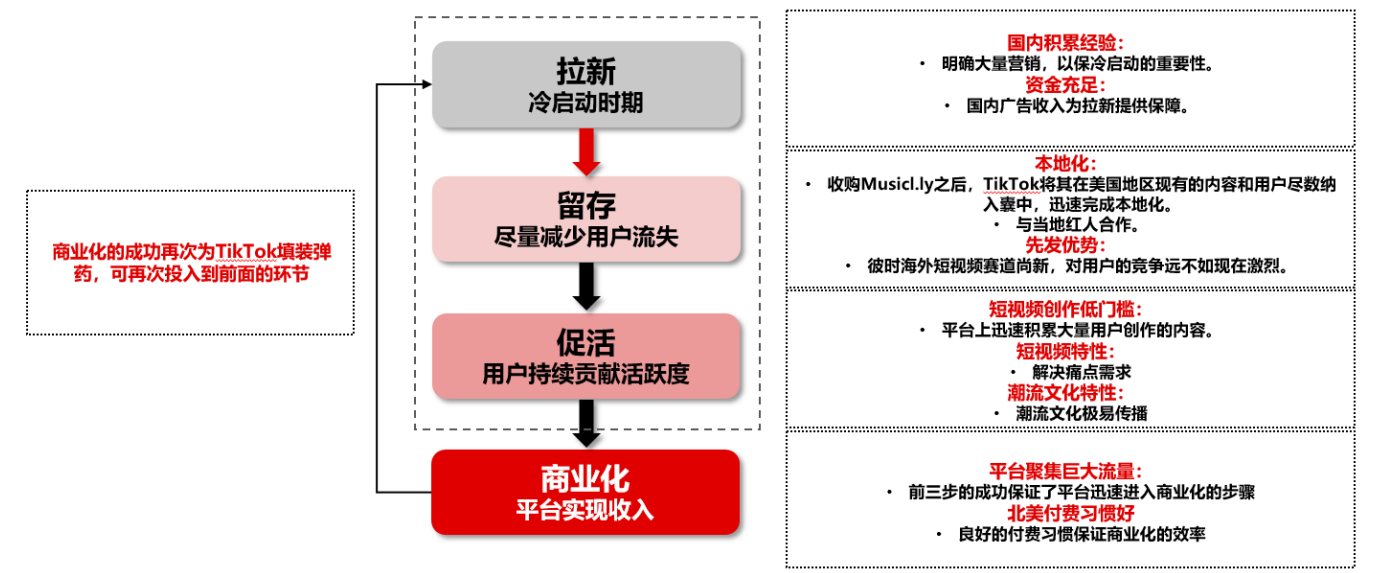 拉新
冷启动时期
留存
尽量减少用户流失
促活
用户持续贡献活跃度
商业化
平台实现收入
商业化的成功再次为TikTok填装弹
药，可再次投入到前面的环节
国内积累经验：
• 明确大量营销，以保冷启动的重要性。
资金充足：
• 国内广告收入为拉新提供保障。
本地化：
• 收购Musicl.ly之后，TikTok将其在美国地区现有的内容和用户尽数纳
入囊中，迅速完成本地化。
• 与当地红人合作。
先发优势：
• 彼时海外短视频赛道尚新，对用户的竞争远不如现在激烈。
短视频创作低门槛：
• 平台上迅速积累大量用户创作的内容。
短视频特性：
• 解决痛点需求
潮流文化特性：
• 潮流文化极易传播
平台聚集巨大流量：
• 前三步的成功保证了平台迅速进入商业化的步骤
北美付费习惯好
• 良好的付费习惯保证商业化的效率